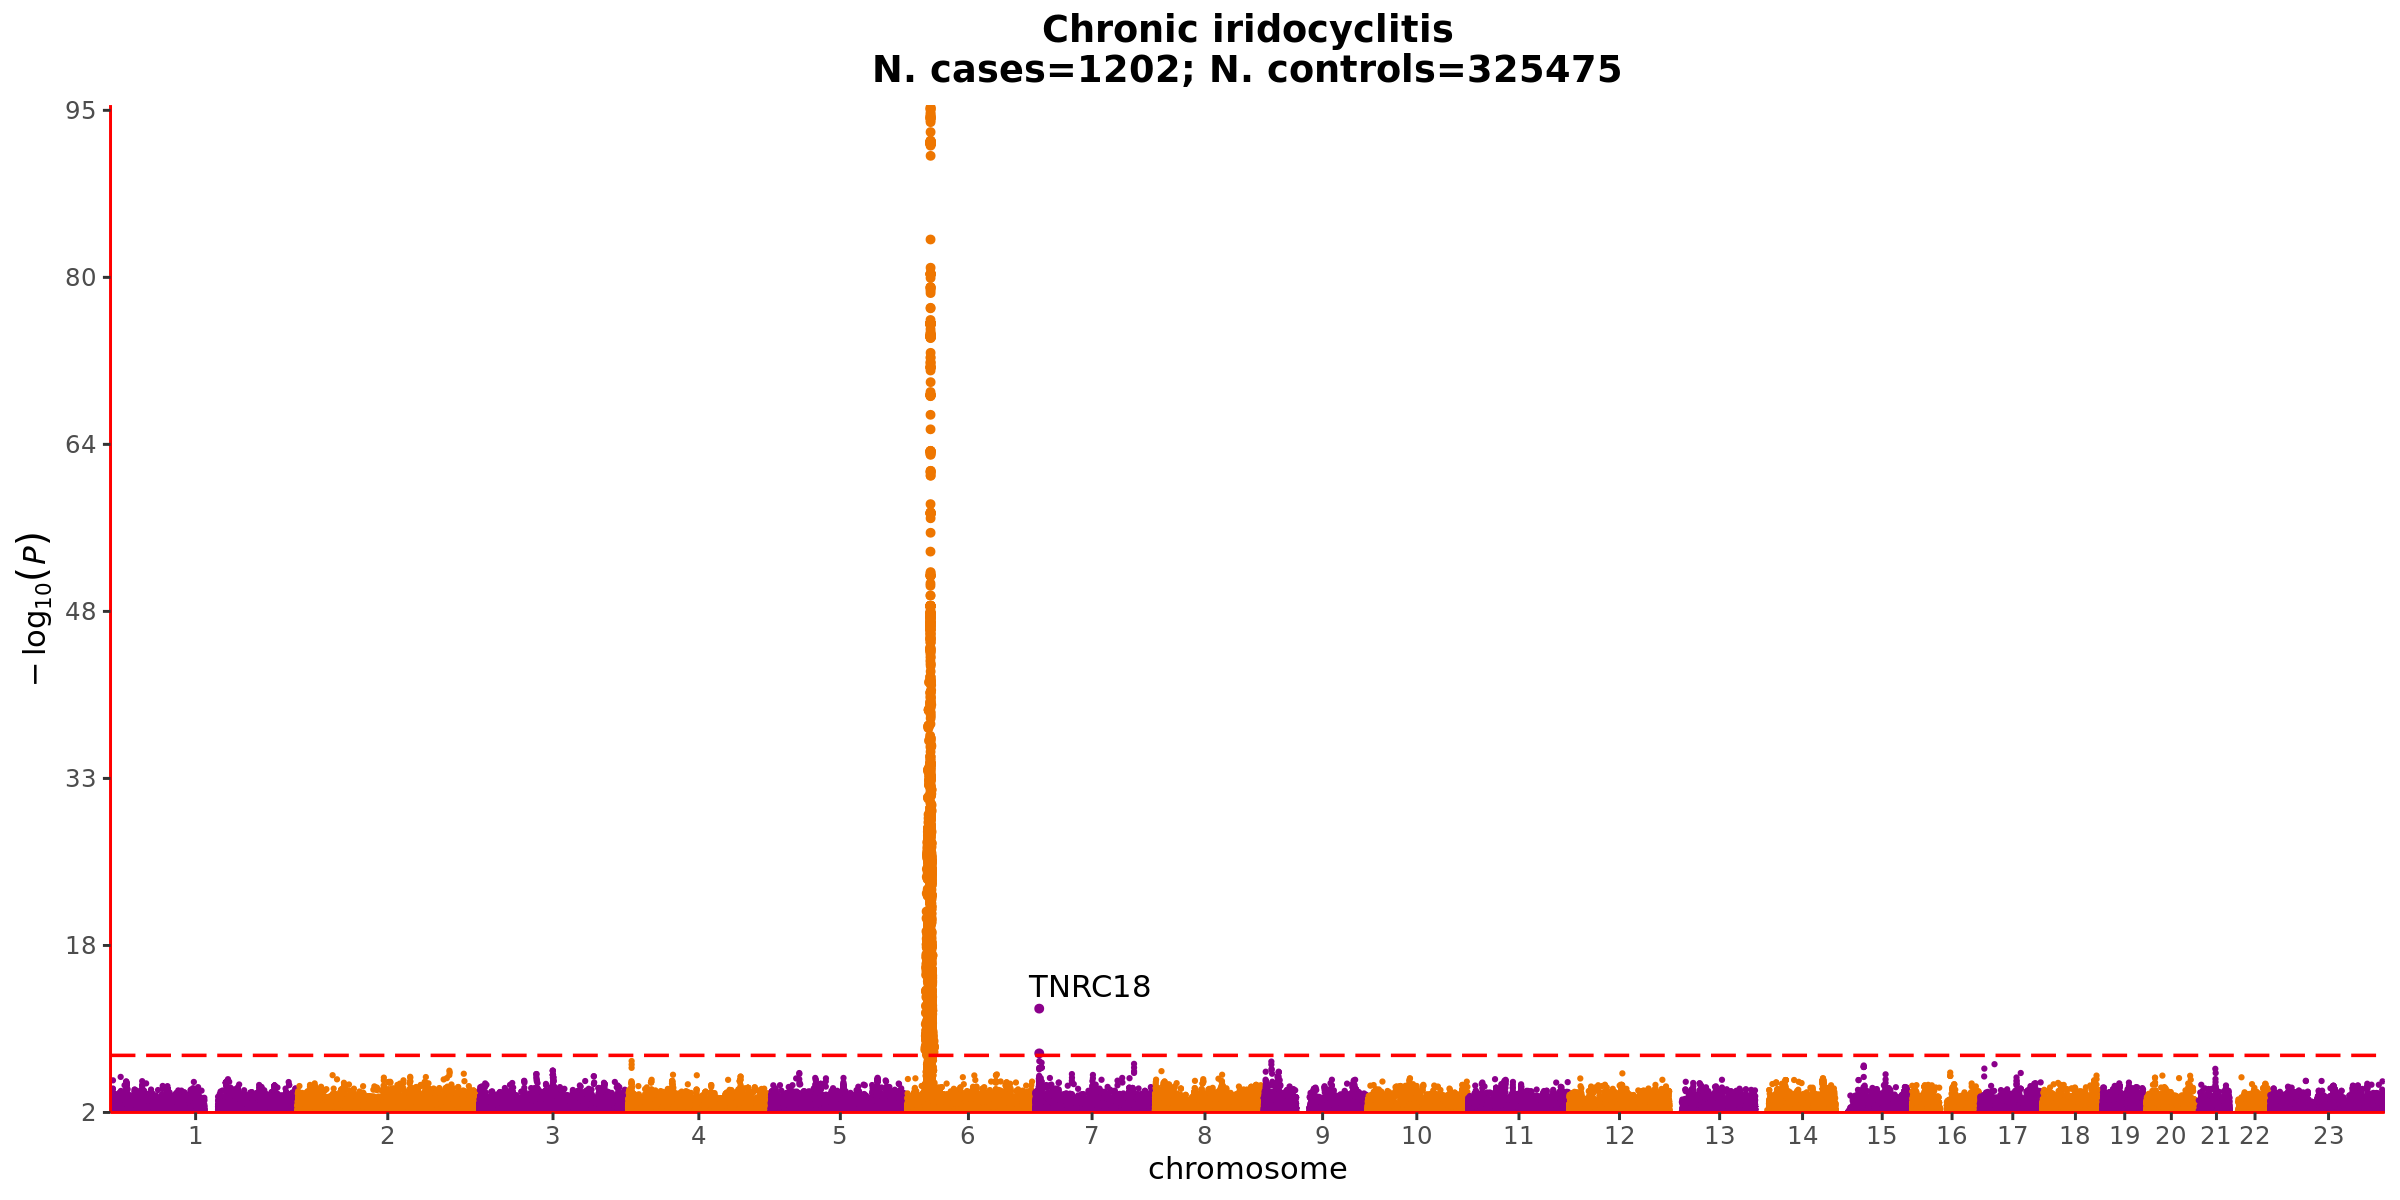 Chronic iridocyclitis
N. cases=1202; N. controls=325475
95
80
64
48
33
18
2
− log10(P)
TNRC18
1 2 3 4 5 6 7 8 9 10 11 12 13 14 15 16 17 18 19 20 21 22 23
chromosome